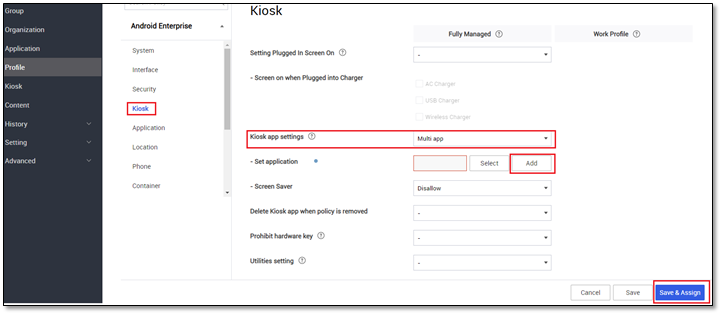 Group
Organization
Application
Profile
Kiosk
Content
History
Setting
Advanced
Android Enterprise
System
Interface
Security
Kiosk
Application
Location
Phone
Container
Kiosk
Fully Managed
Work Profile
Setting Plugged In Screen On
-
- Screen on when Plugged into Charger
AC Charger
USB Charger
Wireless Charger
Kiosk app settings
Multi app
- Set application
Select
Add
- Screen Saver
Disallow
Delete Kiosk app when policy is removed
-
Prohibit hardware key
-
Utilities setting
-
Cancel
Save
Save & Assign